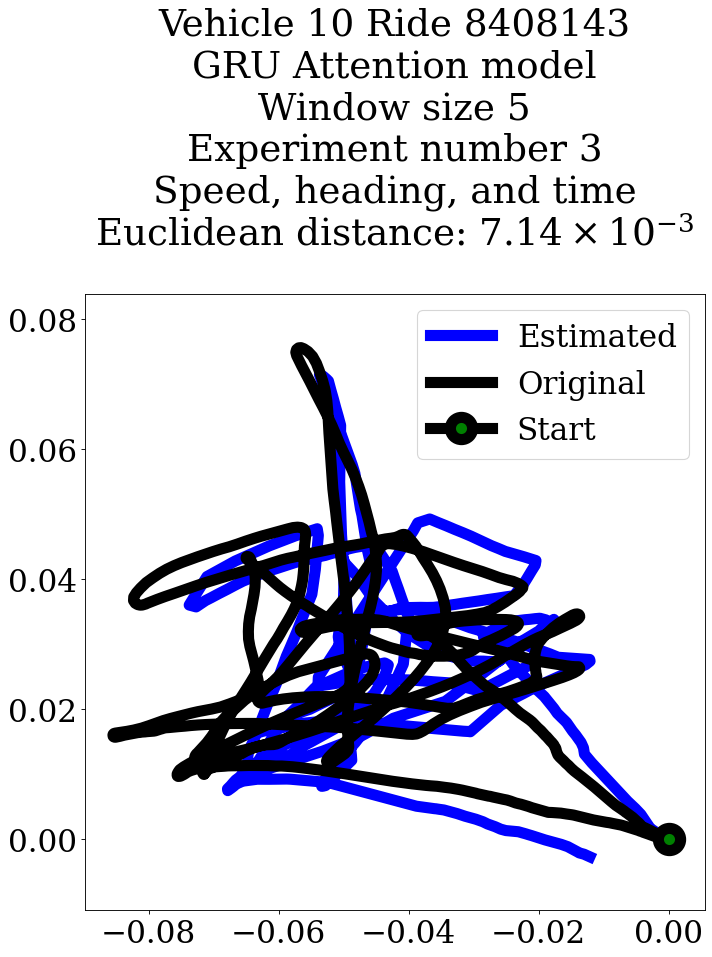 Vehicle 10 Ride 8408143
GRU Attention model
Window size 5
Experiment number 3
Speed, heading, and time
Euclidean distance: 7.14 × 10⁻³
0.08
0.06
0.04
0.02
0.00
Estimated
Original
Start
−0.08 −0.06 −0.04 −0.02 0.00